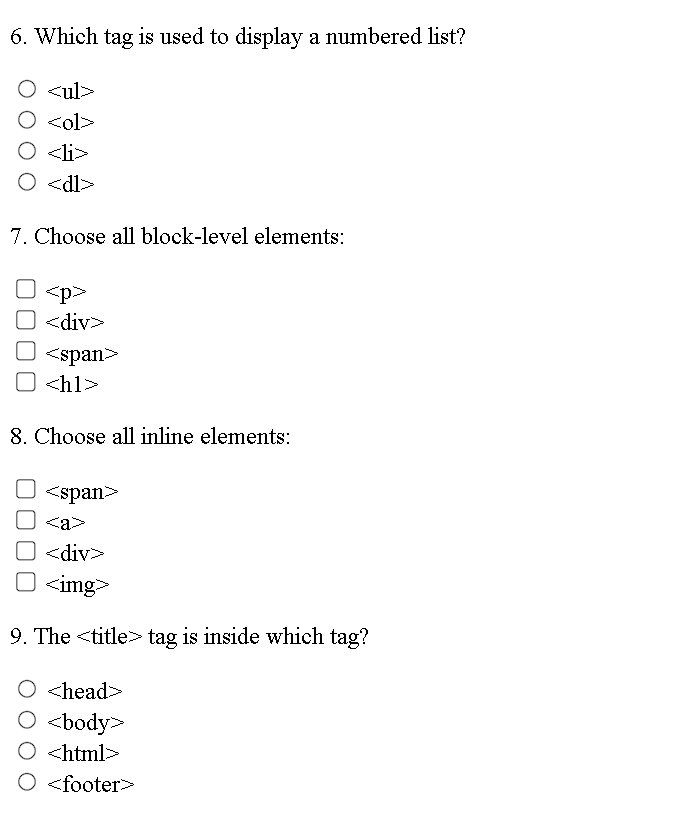 6. Which tag is used to display a numbered list?
<ul>
<ol>
<li>
<dl>
7. Choose all block-level elements:
<p>
<div>
<span>
<h1>
8. Choose all inline elements:
<span>
<a>
<div>
<img>
9. The <title> tag is inside which tag?
<head>
<body>
<html>
<footer>